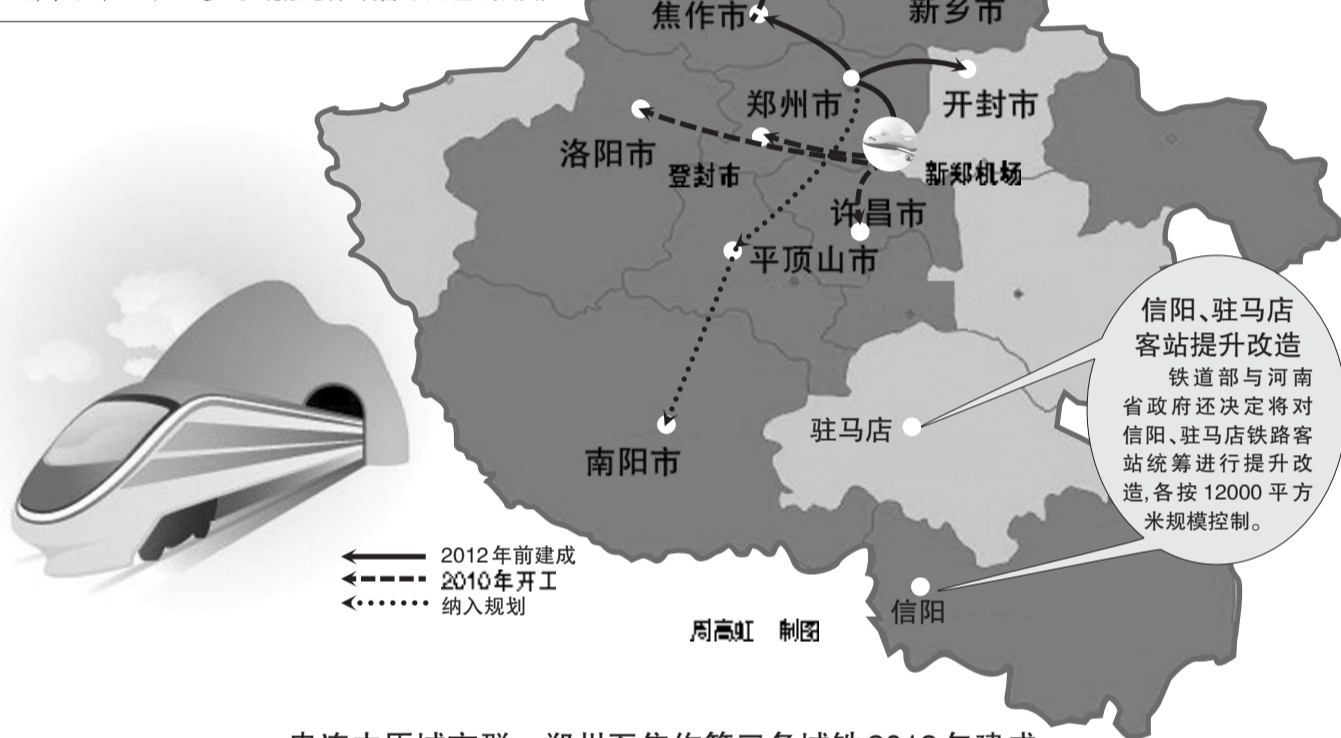 焦作市
新乡市
郑州市
开封市
洛阳市
登封市
新郑机场
许昌市
平顶山市
信阳、驻马店
客站提升改造
铁道部与河南
省政府还决定将对
信阳、驻马店铁路客
站统筹进行提升改
造,各按12000平方
米规模控制。
驻马店
南阳市
2012年前建成
2010年开工
纳入规划
信阳
周高虹 制图